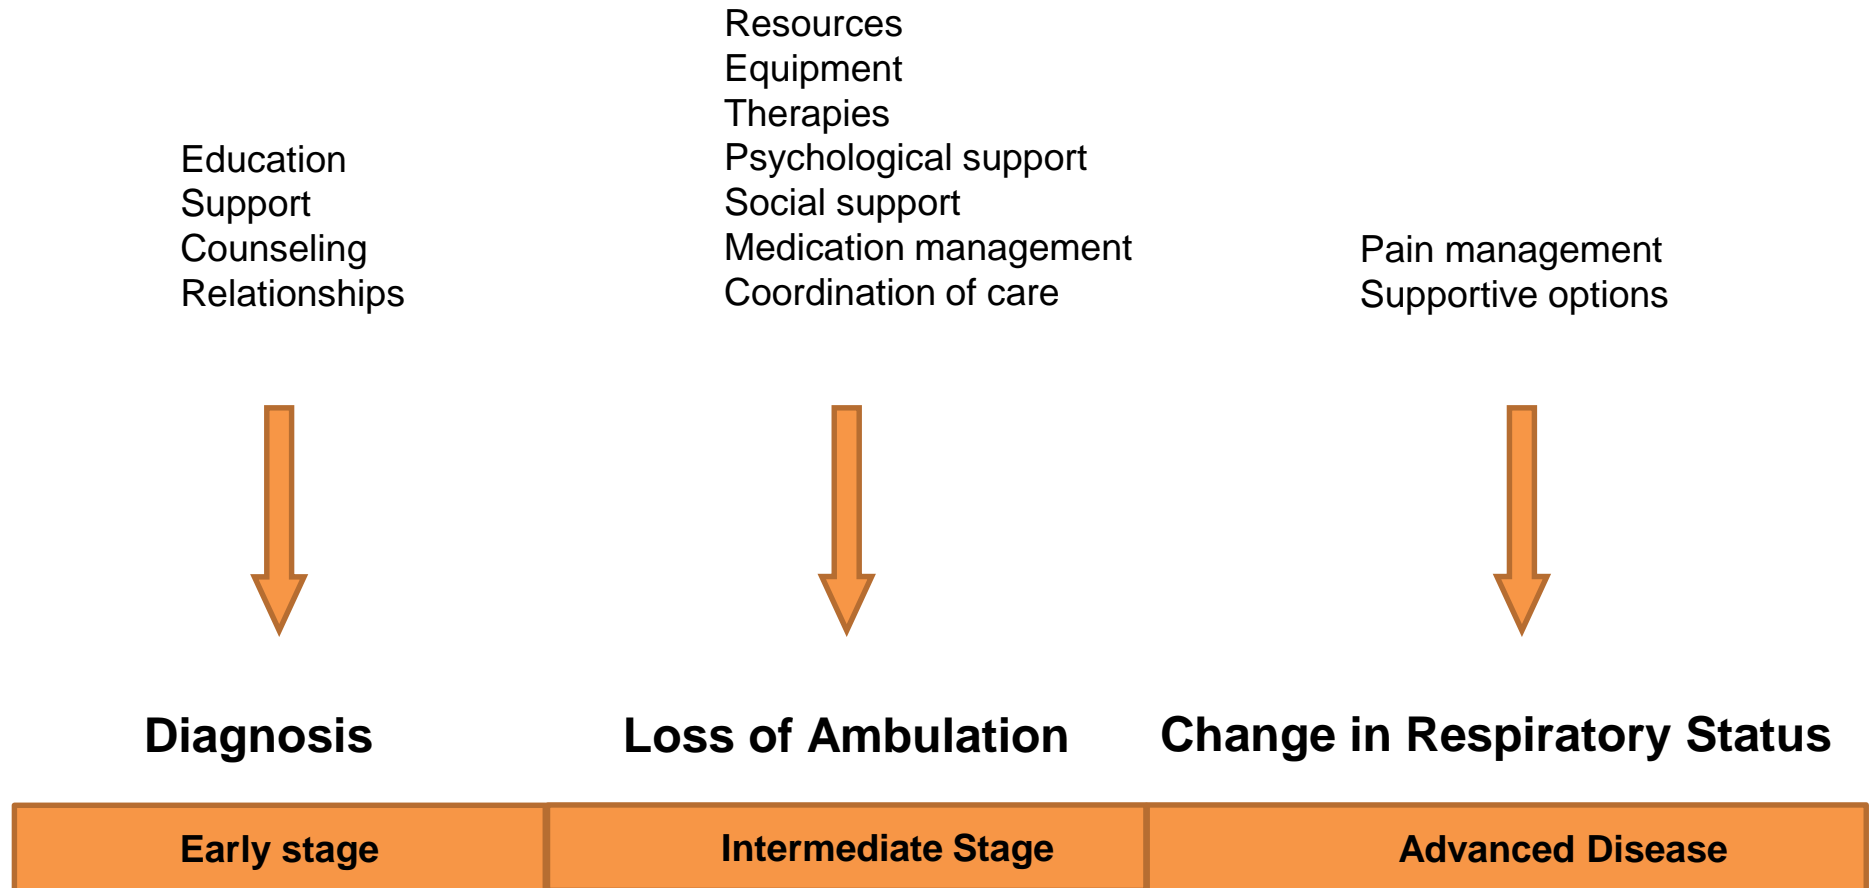 Education
Support
Counseling
Relationships
Resources
Equipment
Therapies
Psychological support
Social support
Medication management
Coordination of care
Pain management
Supportive options
Diagnosis
Loss of Ambulation
Change in Respiratory Status
Early stage
Intermediate Stage
Advanced Disease